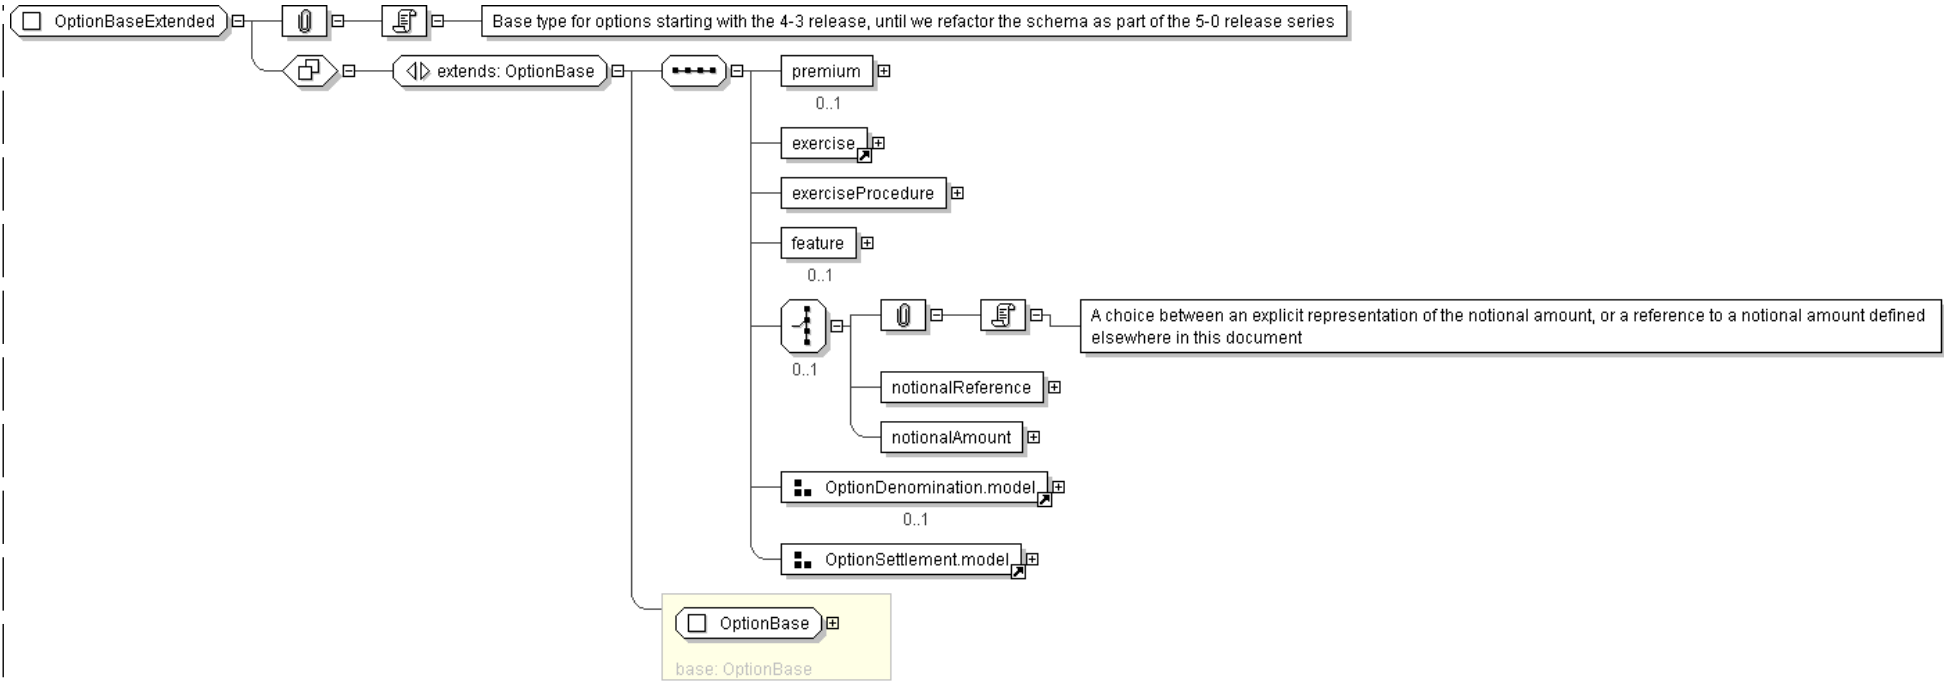 OptionBaseExtended
Base type for options starting with the 4-3 release, until we refactor the schema as part of the 5-0 release series
extends: OptionBase
premium
0..1
exercise
exerciseProcedure
feature
0..1
A choice between an explicit representation of the notional amount, or a reference to a notional amount defined
elsewhere in this document
0..1
notionalReference
notionalAmount
OptionDenomination.model
0..1
OptionSettlement.model
OptionBase
base: OptionBase